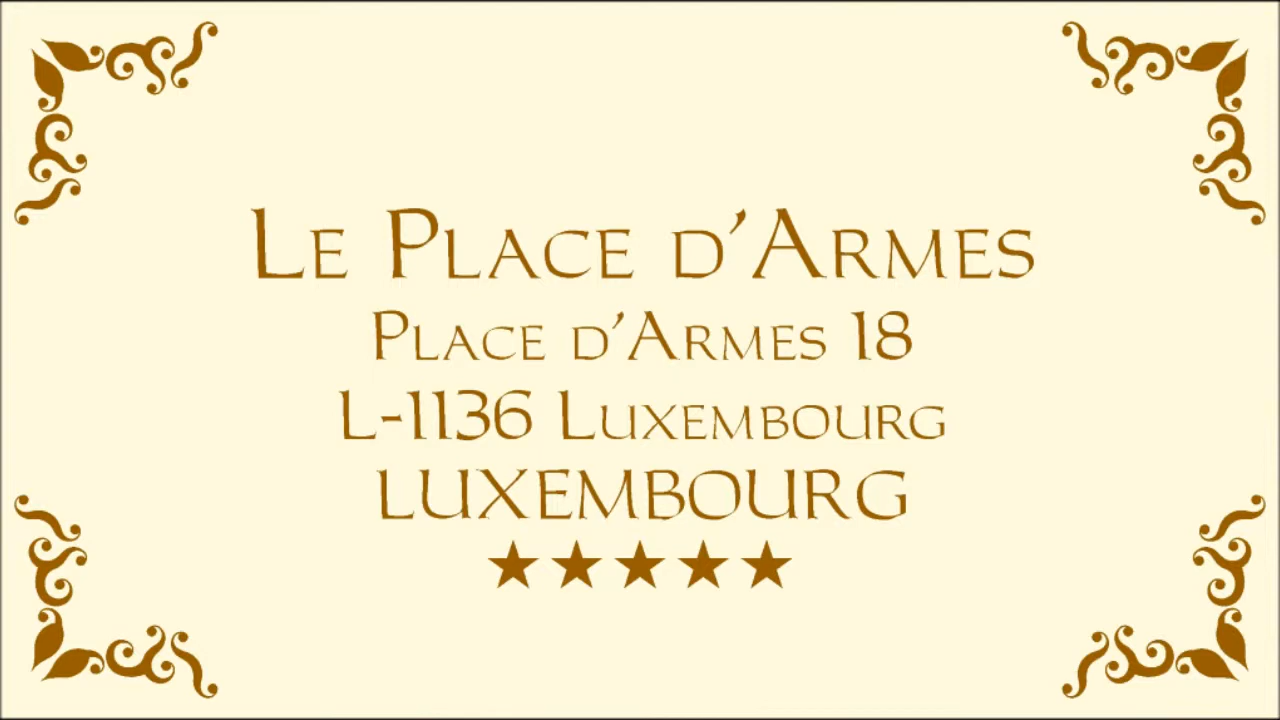 Le Place d'Armes
Place d'Armes 18
L-1136 Luxembourg
LUXEMBOURG
★★★★★